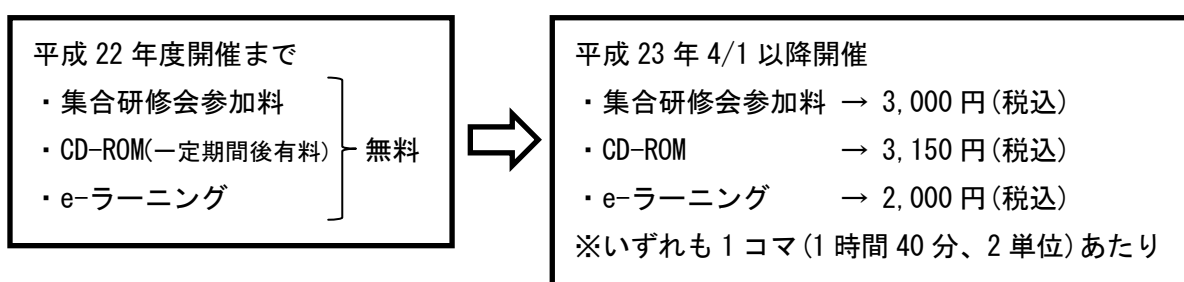 平成 22 年度開催まで
・集合研修会参加料
・CD-ROM(一定期間後有料)
無料
・e-ラーニング
平成 23 年 4/1 以降開催
・集合研修会参加料 → 3,000 円(税込)
・CD-ROM → 3,150 円(税込)
・e-ラーニング → 2,000 円(税込)
※いずれも 1 コマ(1 時間 40 分、2 単位)あたり